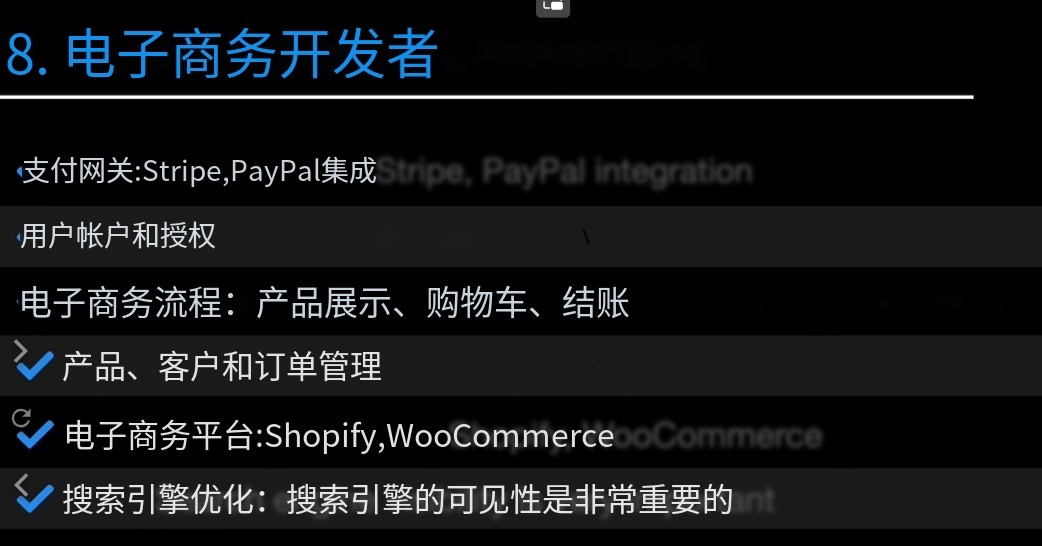 8. 电子商务开发者
支付网关:Stripe,PayPal集成 Stripe, PayPal integration
用户帐户和授权
电子商务流程：产品展示、购物车、结账
产品、客户和订单管理
电子商务平台:Shopify,WooCommerce ooCommerce
搜索引擎优化：搜索引擎的可见性是非常重要的